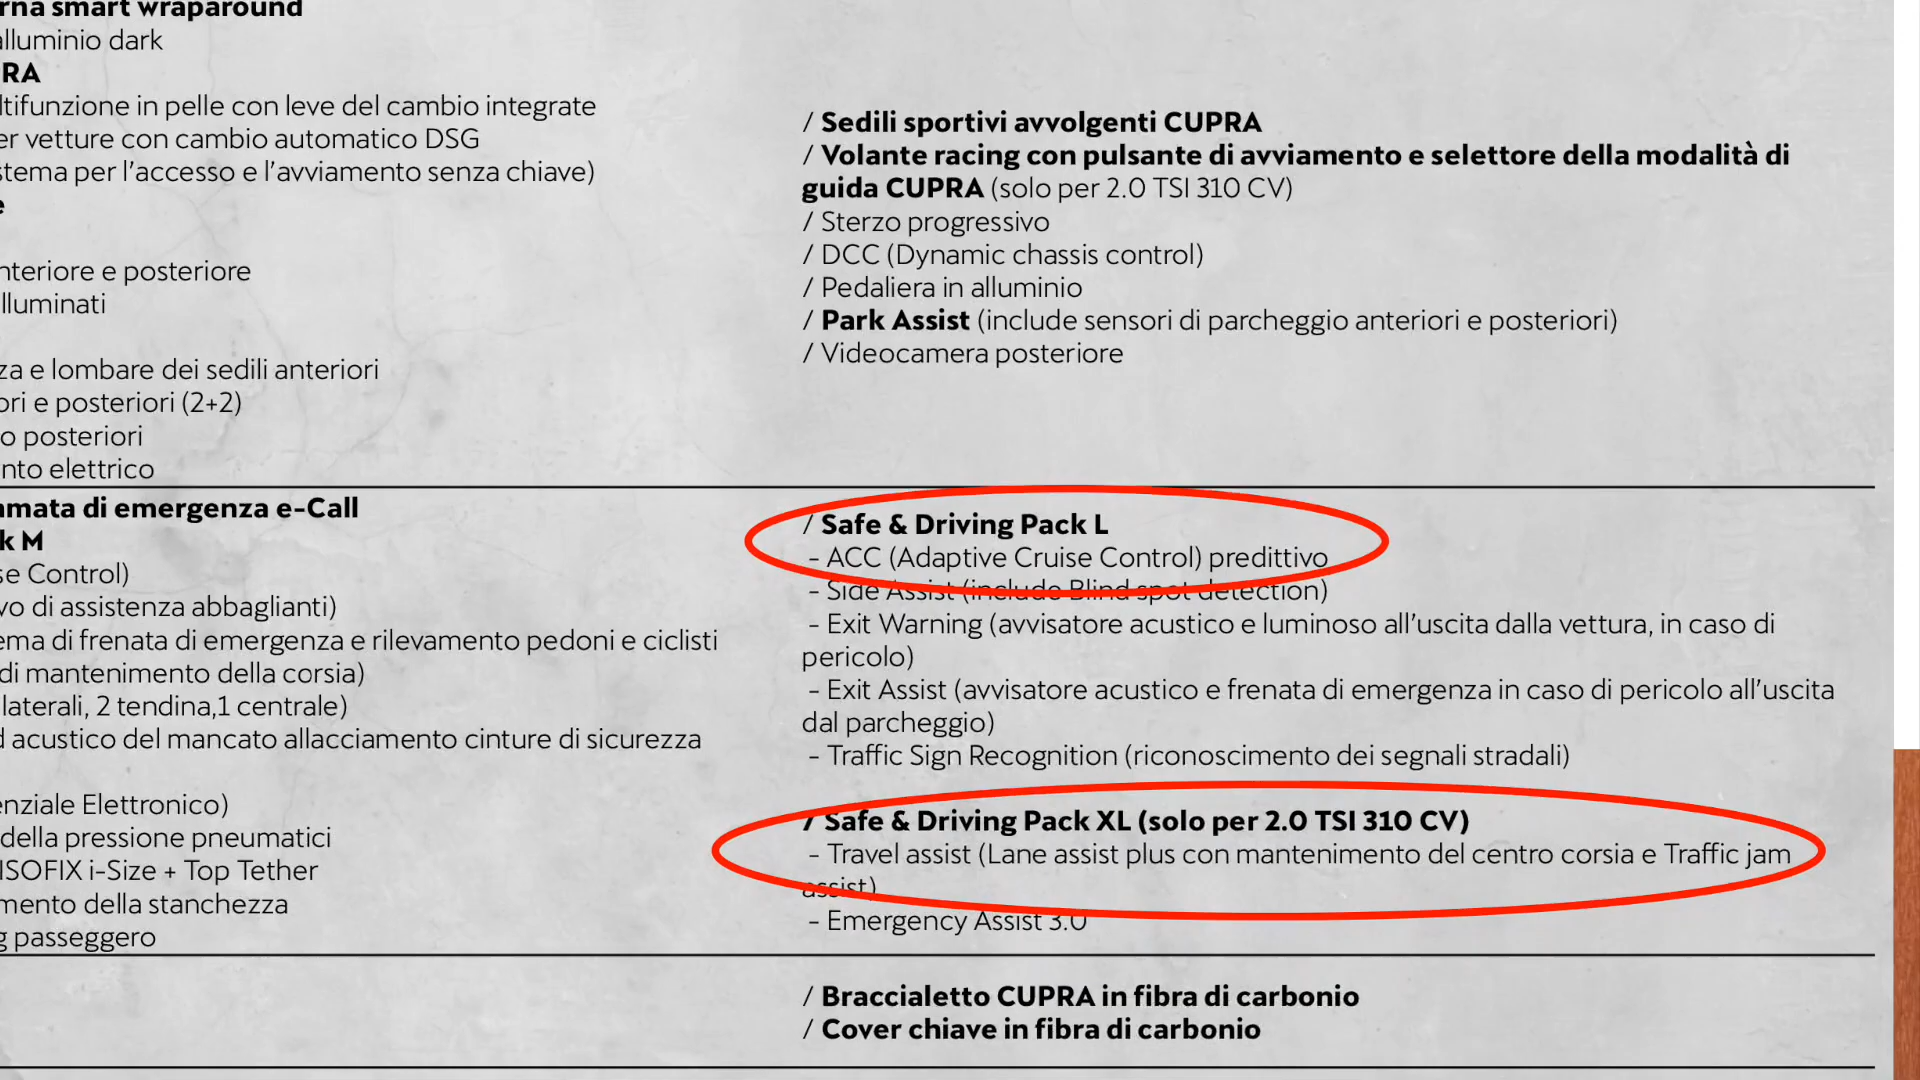 rna smart wraparound
alluminio dark
RA
ltifunzione in pelle con leve del cambio integrate
er vetture con cambio automatico DSG
stema per l'accesso e l'avviamento senza chiave)
e
nteriore e posteriore
lluminati
za e lombare dei sedili anteriori
ori e posteriori (2+2)
o posteriori
nto elettrico
/ Sedili sportivi avvolgenti CUPRA
/ Volante racing con pulsante di avviamento e selettore della modalità di
guida CUPRA (solo per 2.0 TSI 310 CV)
/ Sterzo progressivo
/ DCC (Dynamic chassis control)
/ Pedaliera in alluminio
/ Park Assist (include sensori di parcheggio anteriori e posteriori)
/ Videocamera posteriore
amata di emergenza e-Call
k M
se Control)
vo di assistenza abbaglianti)
ema di frenata di emergenza e rilevamento pedoni e ciclisti
di mantenimento della corsia)
laterali, 2 tendina,1 centrale)
d acustico del mancato allacciamento cinture di sicurezza
enziale Elettronico)
della pressione pneumatici
ISOFIX i-Size + Top Tether
mento della stanchezza
g passeggero
/ Safe & Driving Pack L
- ACC (Adaptive Cruise Control) predittivo
- Side Assist (include Blind spot detection)
- Exit Warning (avvisatore acustico e luminoso all'uscita dalla vettura, in caso di
pericolo)
- Exit Assist (avvisatore acustico e frenata di emergenza in caso di pericolo all'uscita
dal parcheggio)
- Traffic Sign Recognition (riconoscimento dei segnali stradali)
/ Safe & Driving Pack XL (solo per 2.0 TSI 310 CV)
- Travel assist (Lane assist plus con mantenimento del centro corsia e Traffic jam
assist)
- Emergency Assist 3.0
/ Braccialetto CUPRA in fibra di carbonio
/ Cover chiave in fibra di carbonio